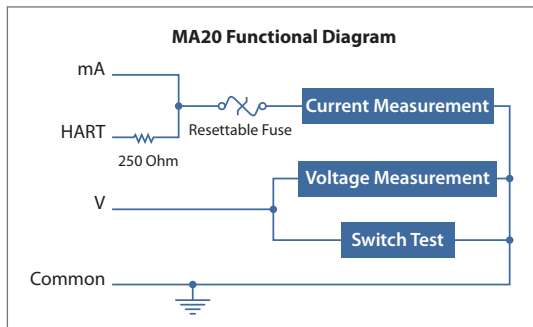 MA20 Functional Diagram
mA
Current Measurement
HART
Resettable Fuse
250 Ohm
Voltage Measurement
V
Switch Test
Common